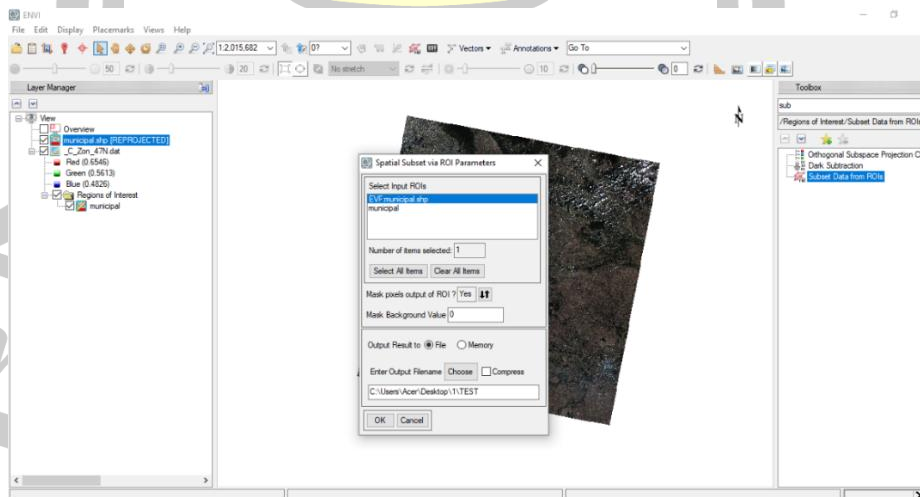 ENVI
File Edit Display Placemarks Views Help
1:2,015,682 0? Vectors Annotations Go To
50 20 No stretch 10 0
Layer Manager
View
Overview
municipal.shp [REPROJECTED]
_C_Zon_47N.dat
Red (0.6546)
Green (0.5613)
Blue (0.4826)
Regions of Interest
municipal
N
Spatial Subset via ROI Parameters
Select Input ROIs
EVF:municipal.shp
municipal
Number of items selected: 1
Select All Items Clear All Items
Mask pixels output of ROI ? Yes
Mask Background Value 0
Output Result to File Memory
Enter Output Filename Choose Compress
C:\Users\Acer\Desktop\1\TEST
OK Cancel
Toolbox
sub
/Regions of Interest/Subset Data from ROIs
Orthogonal Subspace Projection C
Dark Subtraction
Subset Data from ROIs